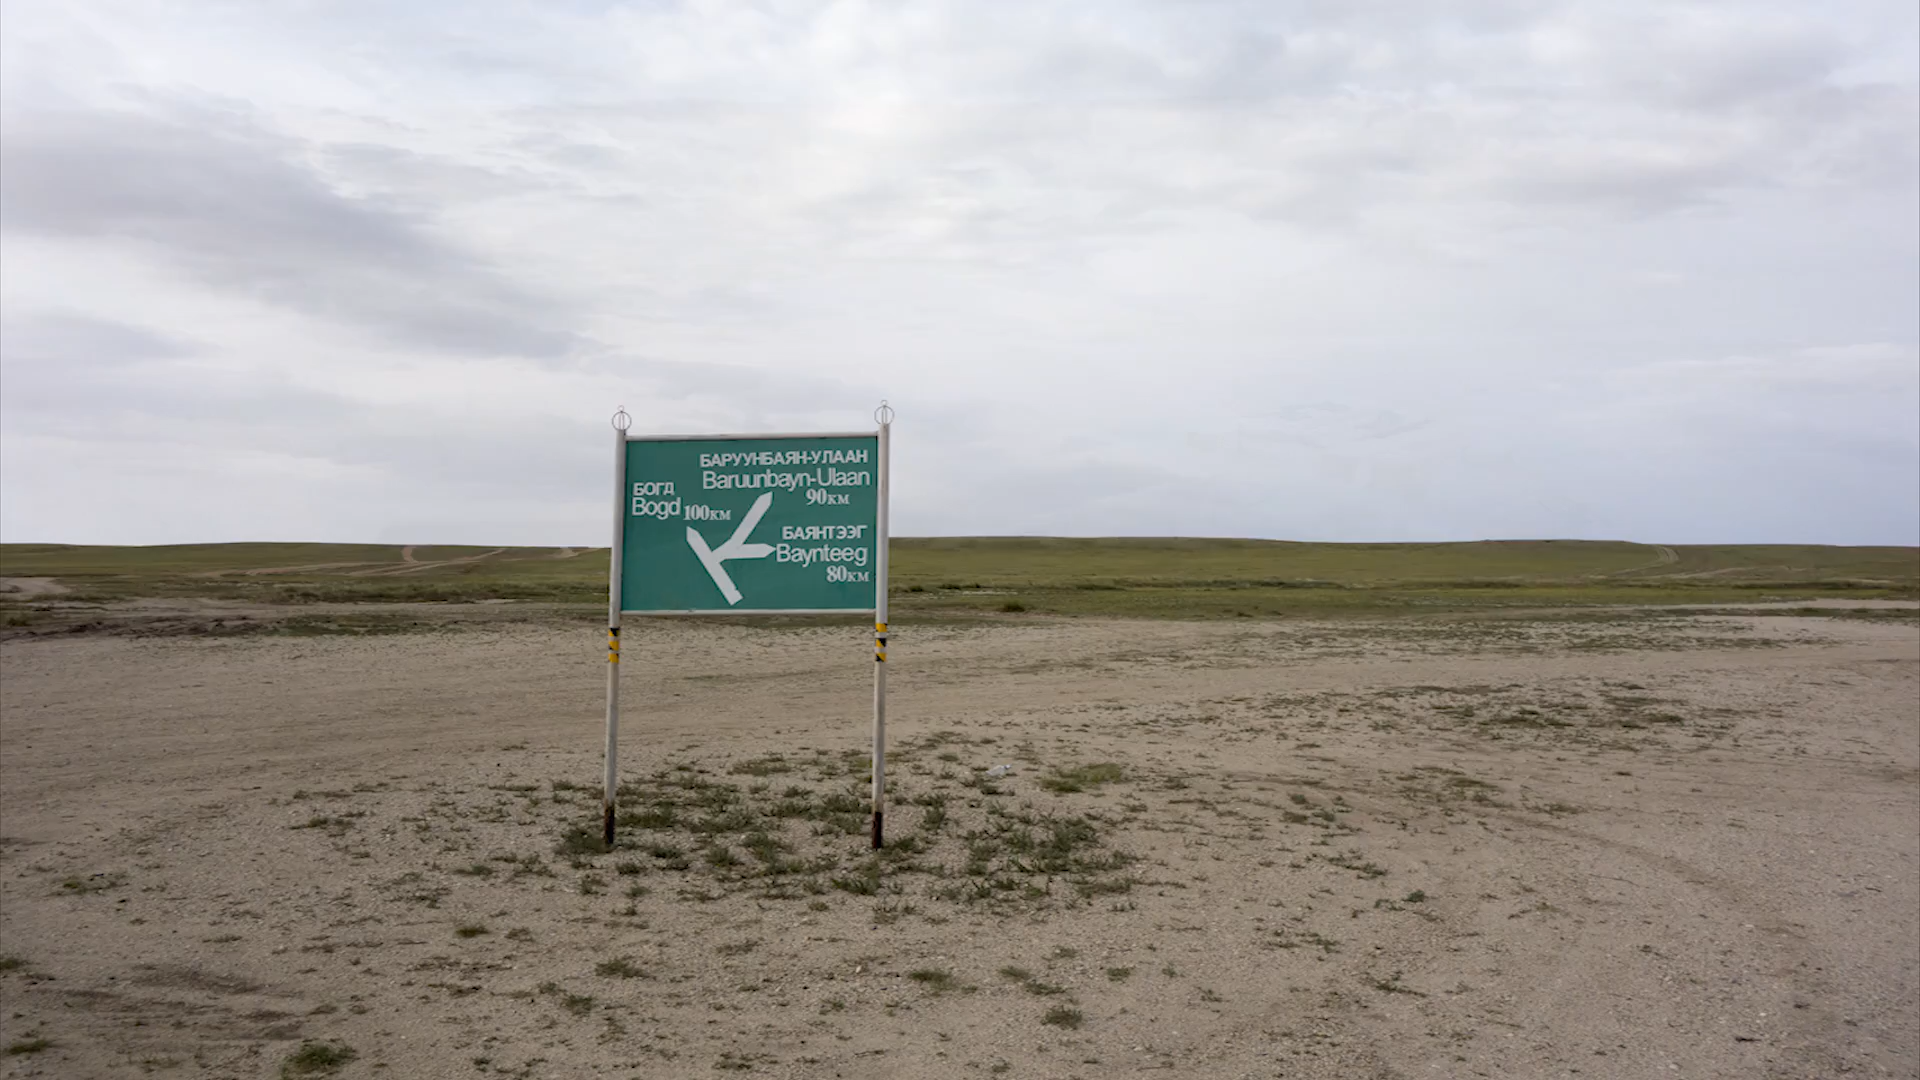 БАРУУНБАЯН-УЛААН
Baruunbayn-Ulaan
90км
БОГД
Bogd 100км
БАЯНТЭЭГ
Baynteeg
80км